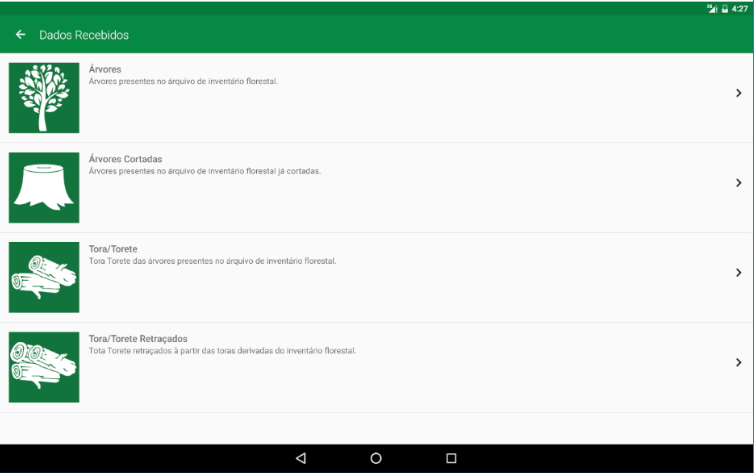 3G 4:27
Dados Recebidos
Árvores
Árvores presentes no árquivo de inventário florestal.
Árvores Cortadas
Árvores presentes no árquivo de inventário florestal já cortadas.
Tora/Torete
Tora Torete das árvores presentes no árquivo de inventário florestal.
Tora/Torete Retraçados
Tota Torete retraçados à partir das toras derivadas do inventário florestal.